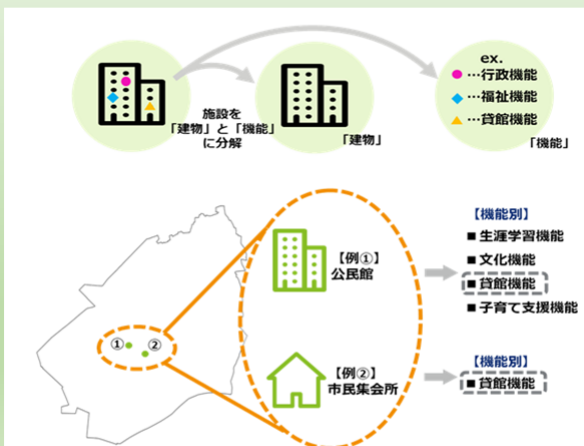 ex.
…行政機能
…福祉機能
…貸館機能
「機能」
施設を
「建物」と「機能」
に分解
「建物」
【機能別】
■生涯学習機能
■文化機能
■貸館機能
■子育て支援機能
【例①】
公民館
① ②
【機能別】
■貸館機能
【例②】
市民集会所